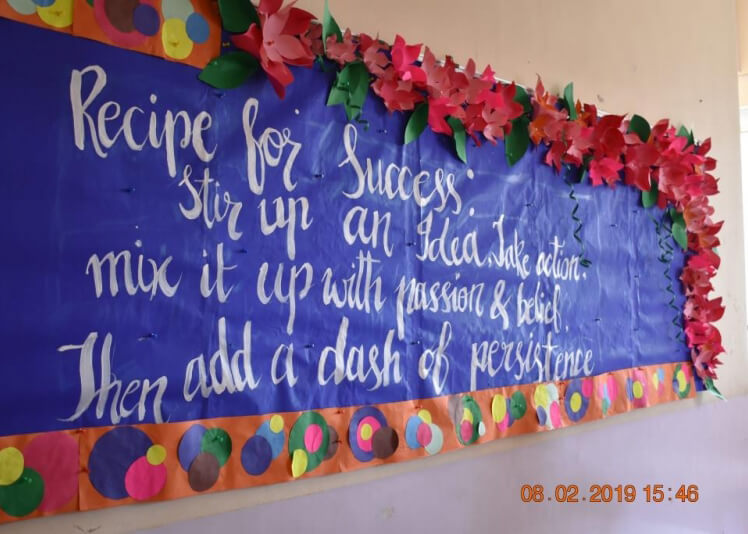 Recipe for Success:
Stir up an Idea. Take action.
mix it up with passion & belief.
Then add a dash of persistence
08.02.2019 15:46